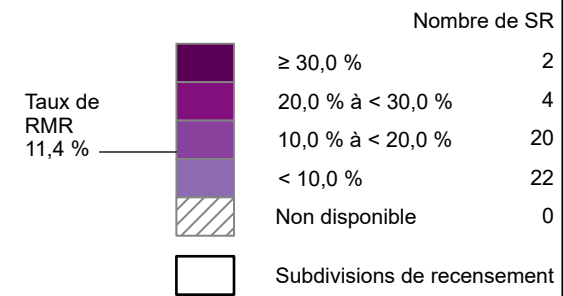 Nombre de SR
≥ 30,0 % 2
20,0 % à < 30,0 % 4
Taux de
RMR
11,4 %
10,0 % à < 20,0 % 20
< 10,0 % 22
Non disponible 0
Subdivisions de recensement